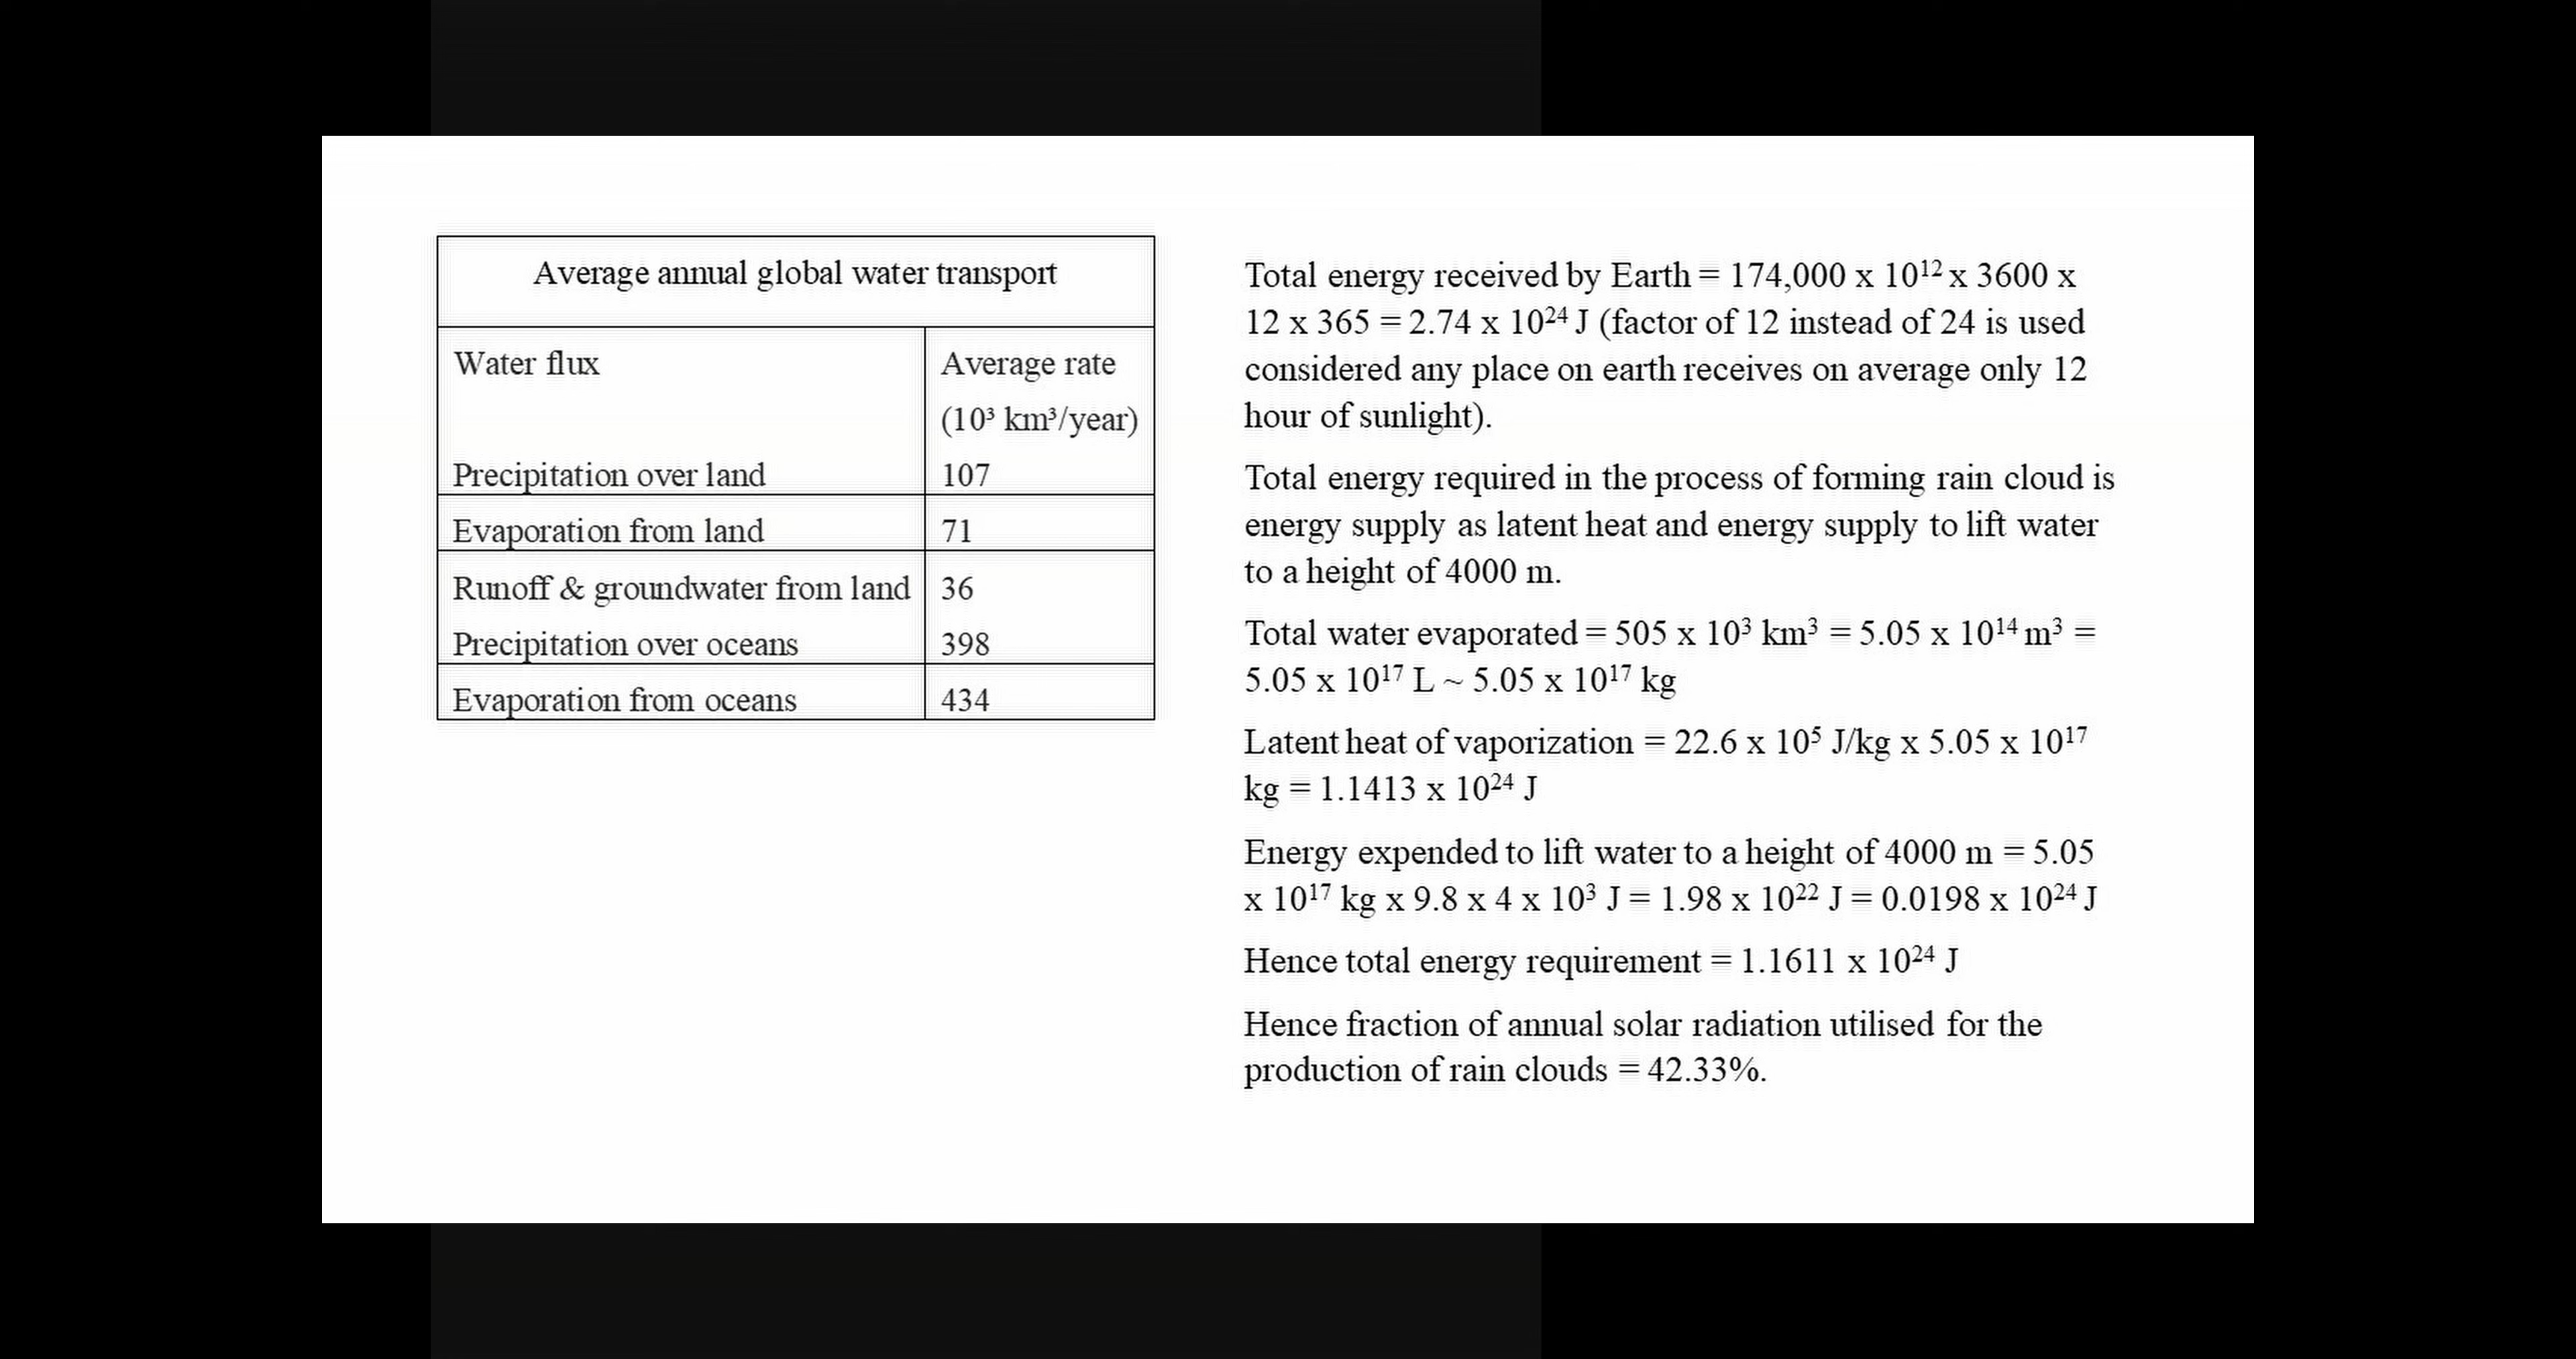 Average annual global water transport
Water flux
Average rate
(10³ km³/year)
Precipitation over land
107
Evaporation from land
71
Runoff & groundwater from land
36
Precipitation over oceans
398
Evaporation from oceans
434
Total energy received by Earth = 174,000 x 10¹² x 3600 x
12 x 365 = 2.74 x 10²⁴ J (factor of 12 instead of 24 is used
considered any place on earth receives on average only 12
hour of sunlight).
Total energy required in the process of forming rain cloud is
energy supply as latent heat and energy supply to lift water
to a height of 4000 m.
Total water evaporated = 505 x 10³ km³ = 5.05 x 10¹⁴ m³ =
5.05 x 10¹⁷ L ~ 5.05 x 10¹⁷ kg
Latent heat of vaporization = 22.6 x 10⁵ J/kg x 5.05 x 10¹⁷
kg = 1.1413 x 10²⁴ J
Energy expended to lift water to a height of 4000 m = 5.05
x 10¹⁷ kg x 9.8 x 4 x 10³ J = 1.98 x 10²² J = 0.0198 x 10²⁴ J
Hence total energy requirement = 1.1611 x 10²⁴ J
Hence fraction of annual solar radiation utilised for the
production of rain clouds = 42.33%.